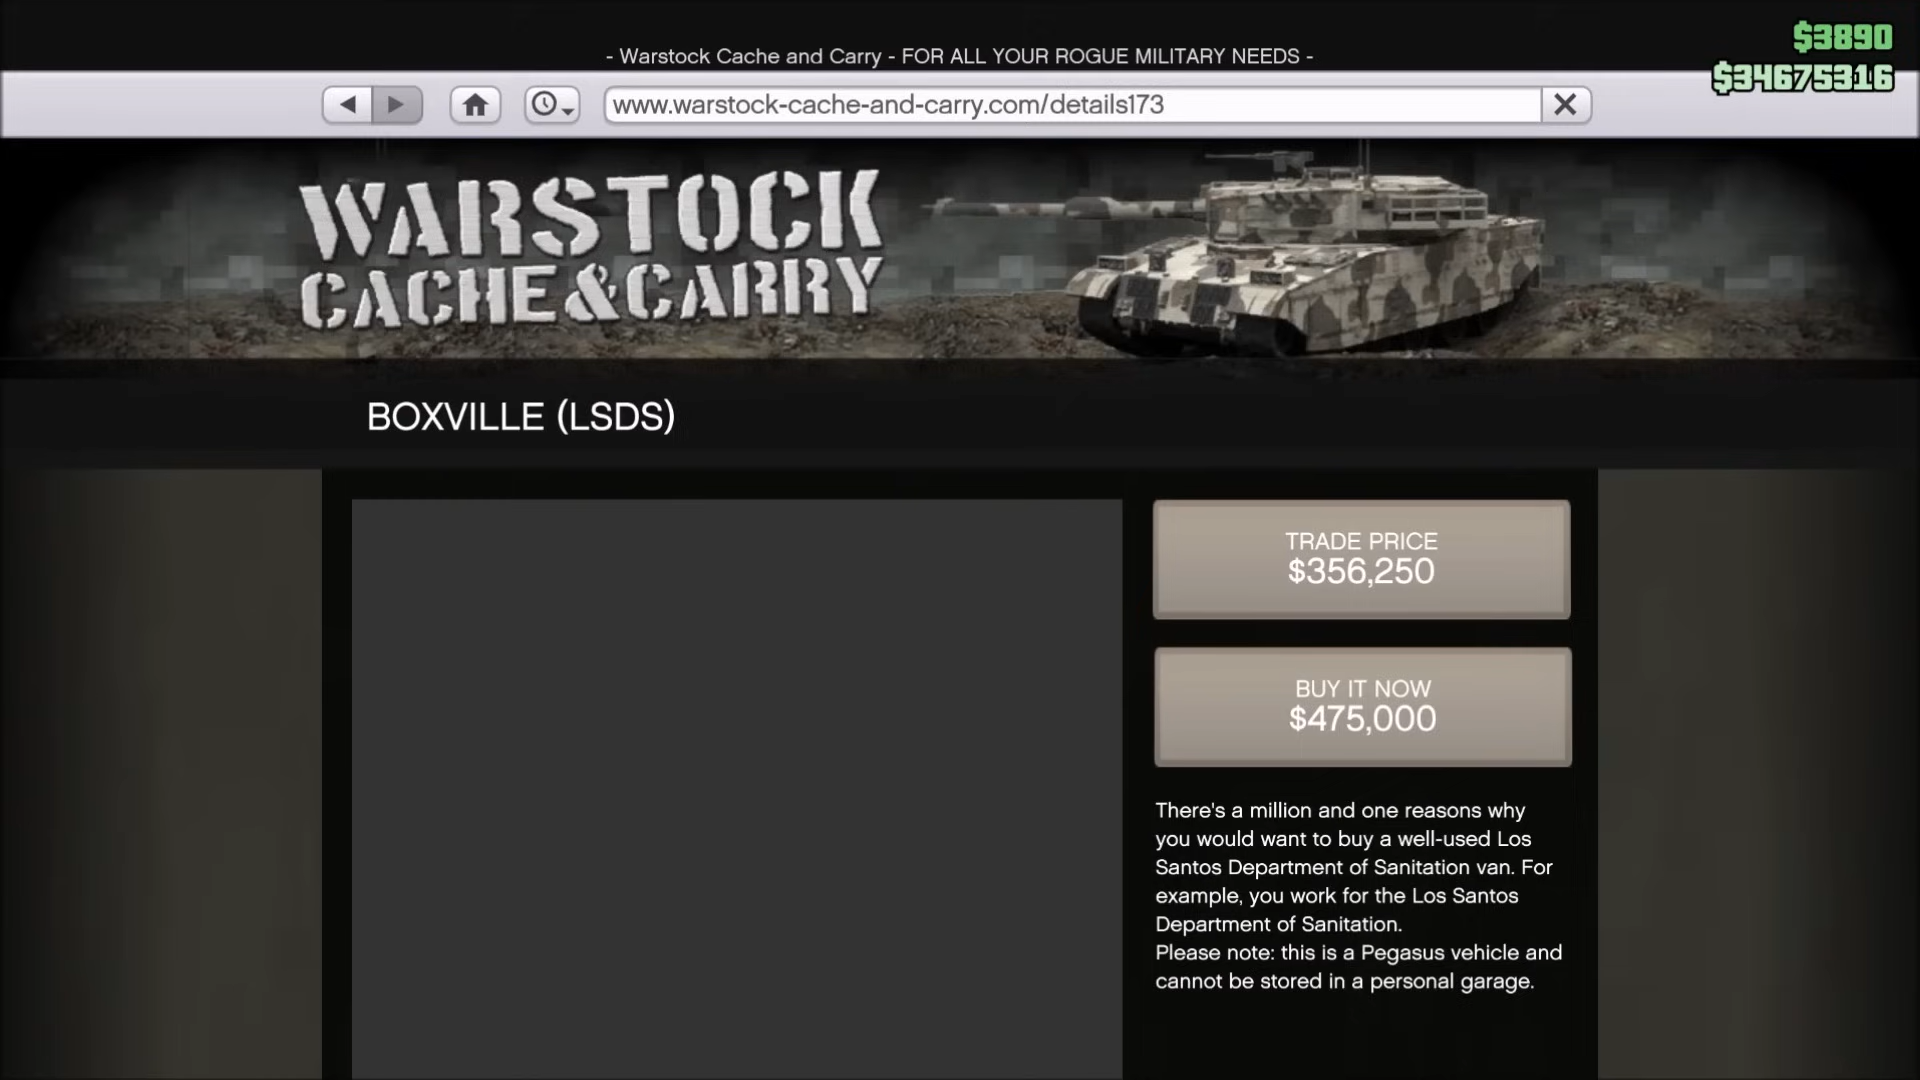 $3890
- Warstock Cache and Carry - FOR ALL YOUR ROGUE MILITARY NEEDS -
$34675316
www.warstock-cache-and-carry.com/details173
WARSTOCK
CACHE&CARRY
BOXVILLE (LSDS)
TRADE PRICE
$356,250
BUY IT NOW
$475,000
There's a million and one reasons why
you would want to buy a well-used Los
Santos Department of Sanitation van. For
example, you work for the Los Santos
Department of Sanitation.
Please note: this is a Pegasus vehicle and
cannot be stored in a personal garage.